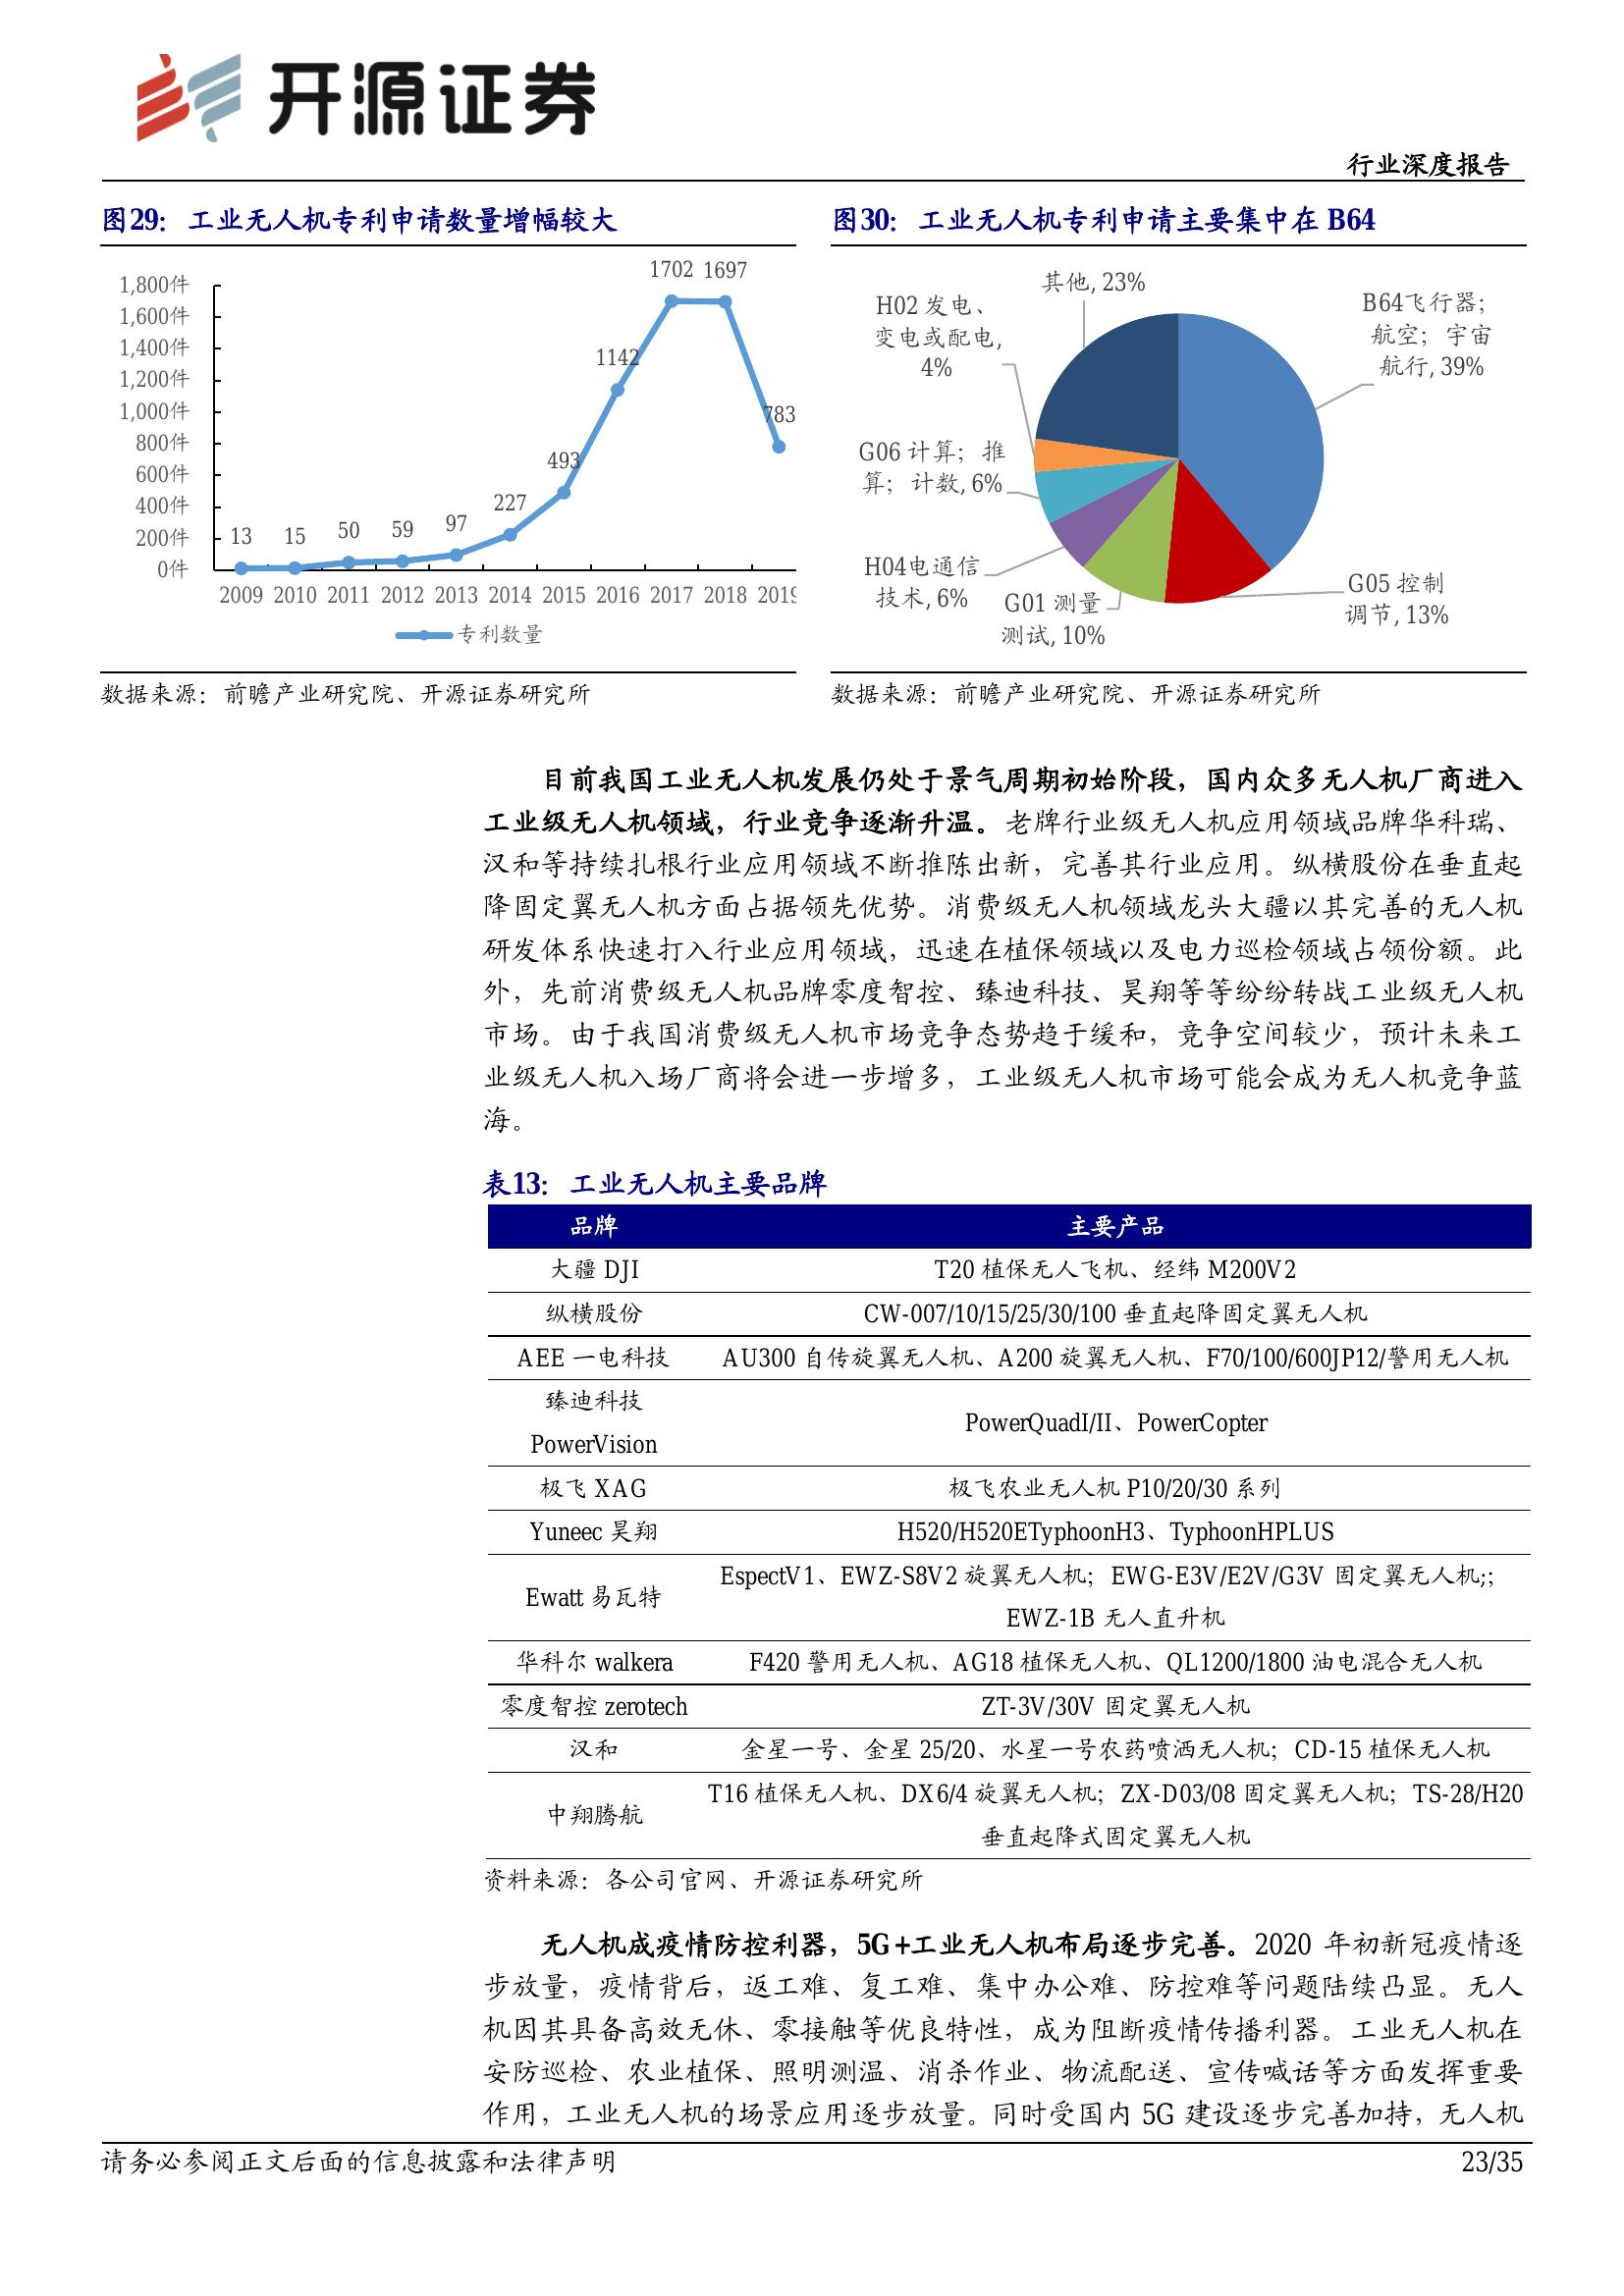 开源证券
行业深度报告
图29：工业无人机专利申请数量增幅较大
1,800件
1,600件
1,400件
1,200件
1,000件
800件
600件
400件
200件
0件
13
15
50
59
97
227
493
1142
1702
1697
783
2009 2010 2011 2012 2013 2014 2015 2016 2017 2018 2019
专利数量
数据来源：前瞻产业研究院、开源证券研究所
图30：工业无人机专利申请主要集中在 B64
其他, 23%
H02 发电、
变电或配电,
4%
B64飞行器；
航空；宇宙
航行, 39%
G06 计算；推
算；计数, 6%
H04电通信
技术, 6%
G01 测量
测试, 10%
G05 控制
调节, 13%
数据来源：前瞻产业研究院、开源证券研究所
目前我国工业无人机发展仍处于景气周期初始阶段，国内众多无人机厂商进入
工业级无人机领域，行业竞争逐渐升温。老牌行业级无人机应用领域品牌华科瑞、
汉和等持续扎根行业应用领域不断推陈出新，完善其行业应用。纵横股份在垂直起
降固定翼无人机方面占据领先优势。消费级无人机领域龙头大疆以其完善的无人机
研发体系快速打入行业应用领域，迅速在植保领域以及电力巡检领域占领份额。此
外，先前消费级无人机品牌零度智控、臻迪科技、昊翔等等纷纷转战工业级无人机
市场。由于我国消费级无人机市场竞争态势趋于缓和，竞争空间较少，预计未来工
业级无人机入场厂商将会进一步增多，工业级无人机市场可能会成为无人机竞争蓝
海。
表13：工业无人机主要品牌
品牌 主要产品
大疆 DJI T20 植保无人飞机、经纬 M200V2
纵横股份 CW-007/10/15/25/30/100 垂直起降固定翼无人机
AEE 一电科技 AU300 自传旋翼无人机、A200 旋翼无人机、F70/100/600JP12/警用无人机
臻迪科技
PowerVision
PowerQuadI/II、PowerCopter
极飞 XAG 极飞农业无人机 P10/20/30 系列
Yuneec 昊翔 H520/H520ETyphoonH3、TyphoonHPLUS
Ewatt 易瓦特
EspectV1、EWZ-S8V2 旋翼无人机；EWG-E3V/E2V/G3V 固定翼无人机;;
EWZ-1B 无人直升机
华科尔 walkera F420 警用无人机、AG18 植保无人机、QL1200/1800 油电混合无人机
零度智控 zerotech ZT-3V/30V 固定翼无人机
汉和 金星一号、金星 25/20、水星一号农药喷洒无人机；CD-15 植保无人机
中翔腾航
T16 植保无人机、DX6/4 旋翼无人机；ZX-D03/08 固定翼无人机；TS-28/H20
垂直起降式固定翼无人机
资料来源：各公司官网、开源证券研究所
无人机成疫情防控利器，5G+工业无人机布局逐步完善。2020 年初新冠疫情逐
步放量，疫情背后，返工难、复工难、集中办公难、防控难等问题陆续凸显。无人
机因其具备高效无休、零接触等优良特性，成为阻断疫情传播利器。工业无人机在
安防巡检、农业植保、照明测温、消杀作业、物流配送、宣传喊话等方面发挥重要
作用，工业无人机的场景应用逐步放量。同时受国内 5G 建设逐步完善加持，无人机
请务必参阅正文后面的信息披露和法律声明
23/35